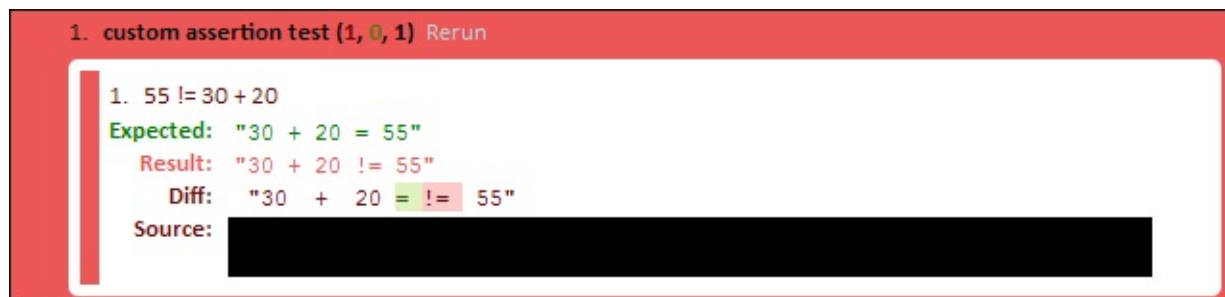 1. custom assertion test (1, 0, 1) Rerun
1. 55 != 30 + 20
Expected: "30 + 20 = 55"
Result: "30 + 20 != 55"
Diff: "30 + 20 = != 55"
Source: